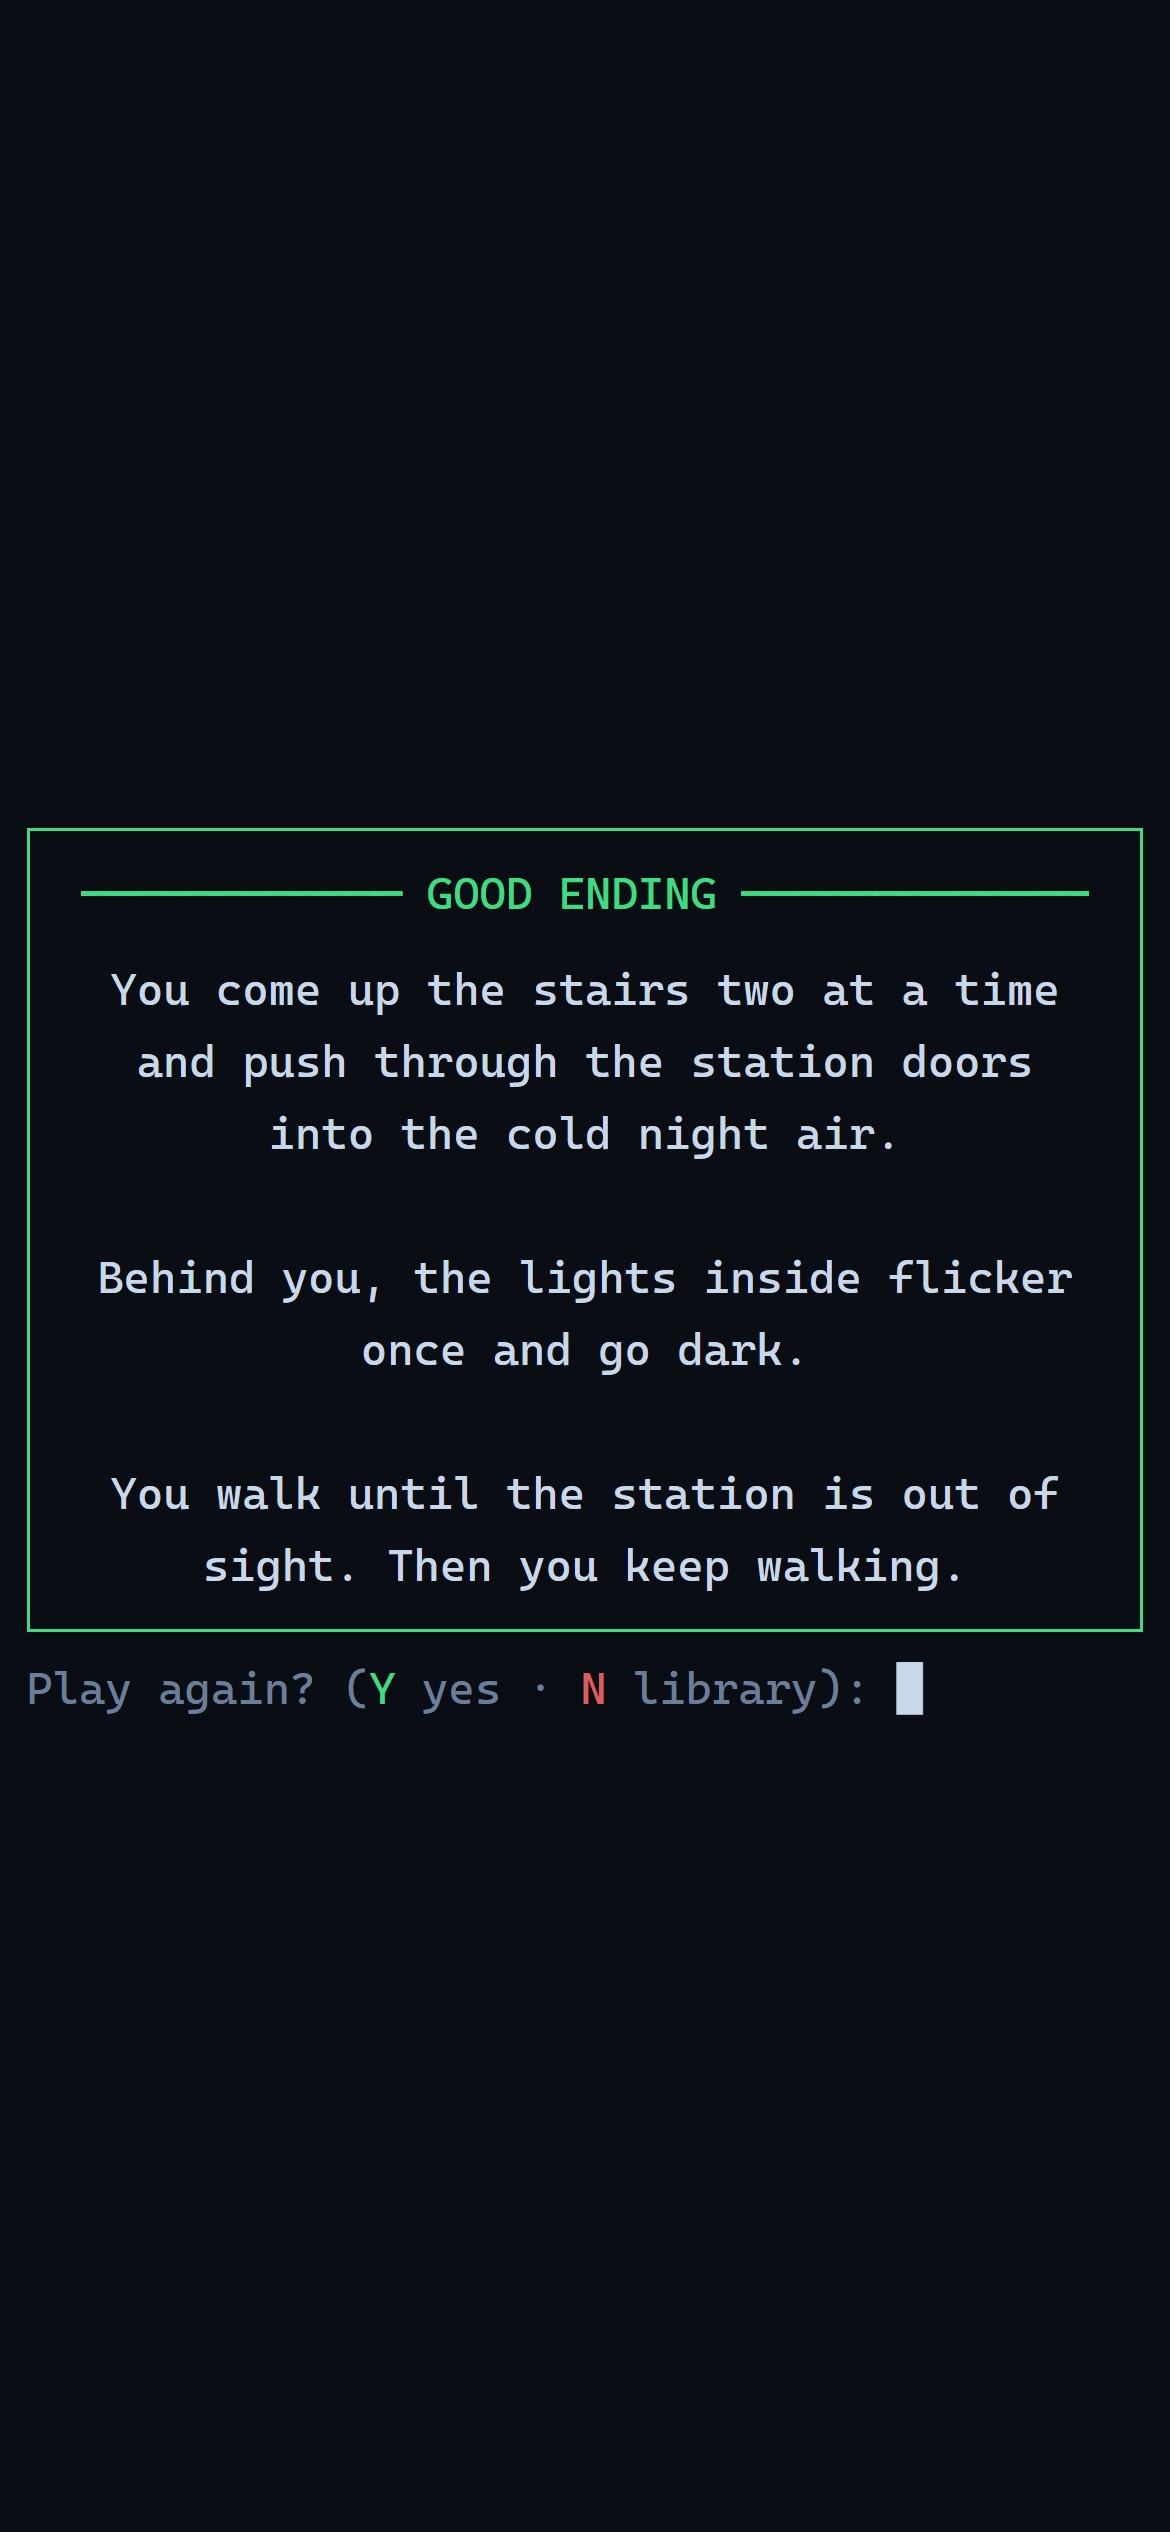 GOOD ENDING
You come up the stairs two at a time
and push through the station doors
into the cold night air.
Behind you, the lights inside flicker
once and go dark.
You walk until the station is out of
sight. Then you keep walking.
Play again? (Y yes · N library):